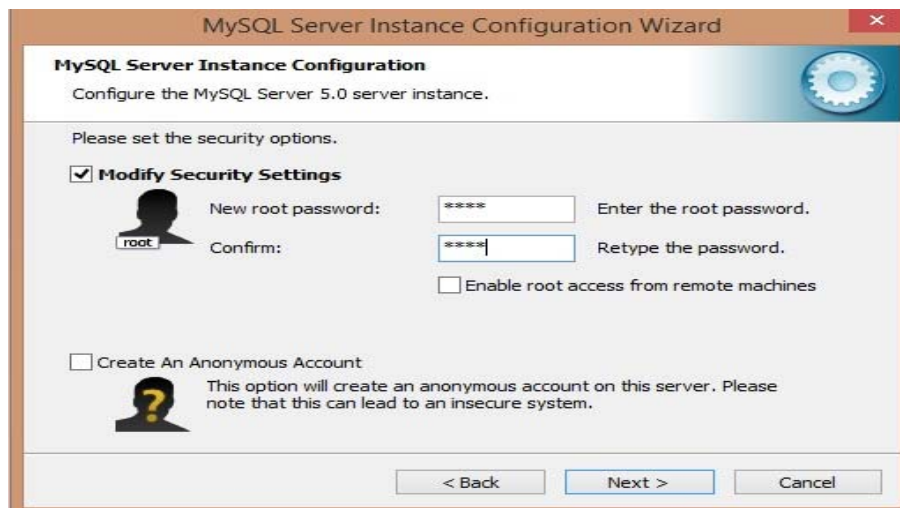 MySQL Server Instance Configuration Wizard
MySQL Server Instance Configuration
Configure the MySQL Server 5.0 server instance.
Please set the security options.
Modify Security Settings
root
New root password: **** Enter the root password.
Confirm: **** Retype the password.
Enable root access from remote machines
Create An Anonymous Account
?
This option will create an anonymous account on this server. Please
note that this can lead to an insecure system.
< Back Next > Cancel